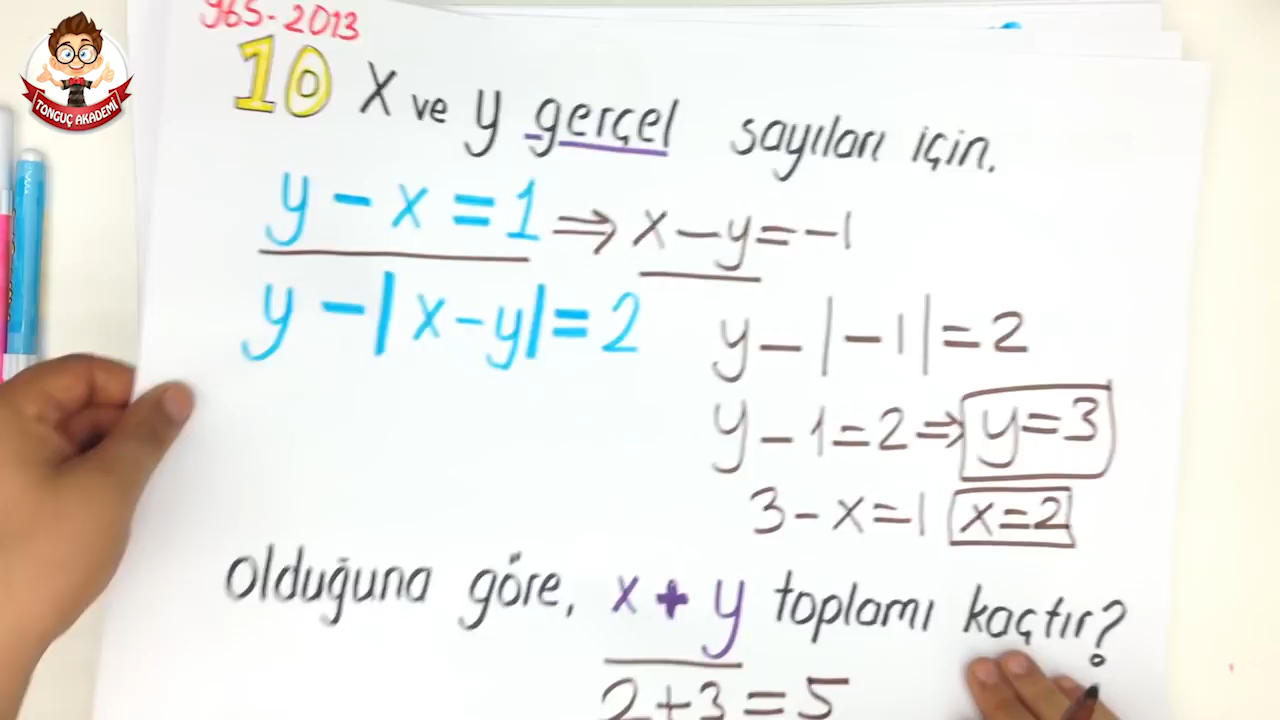 TONGUÇ AKADEMİ
YGS-2013
10 x ve y gerçel sayıları için.
y - x = 1 ⇒ x - y = -1
y - |x - y| = 2
y - |-1| = 2
y - 1 = 2 ⇒ y = 3
3 - x = 1 x = 2
olduğuna göre, x + y toplamı kaçtır?
2 + 3 = 5